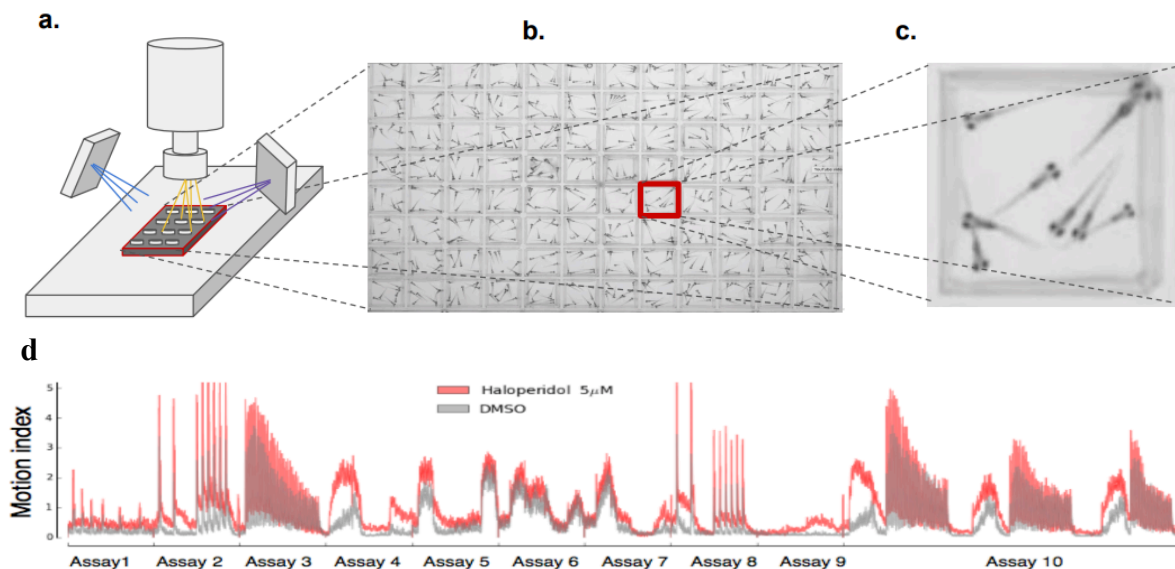 a.
b.
c.
d
Haloperidol 5μM
DMSO
Motion index
5
4
3
2
1
0
Assay1
Assay 2
Assay 3
Assay 4
Assay 5
Assay 6
Assay 7
Assay 8
Assay 9
Assay 10